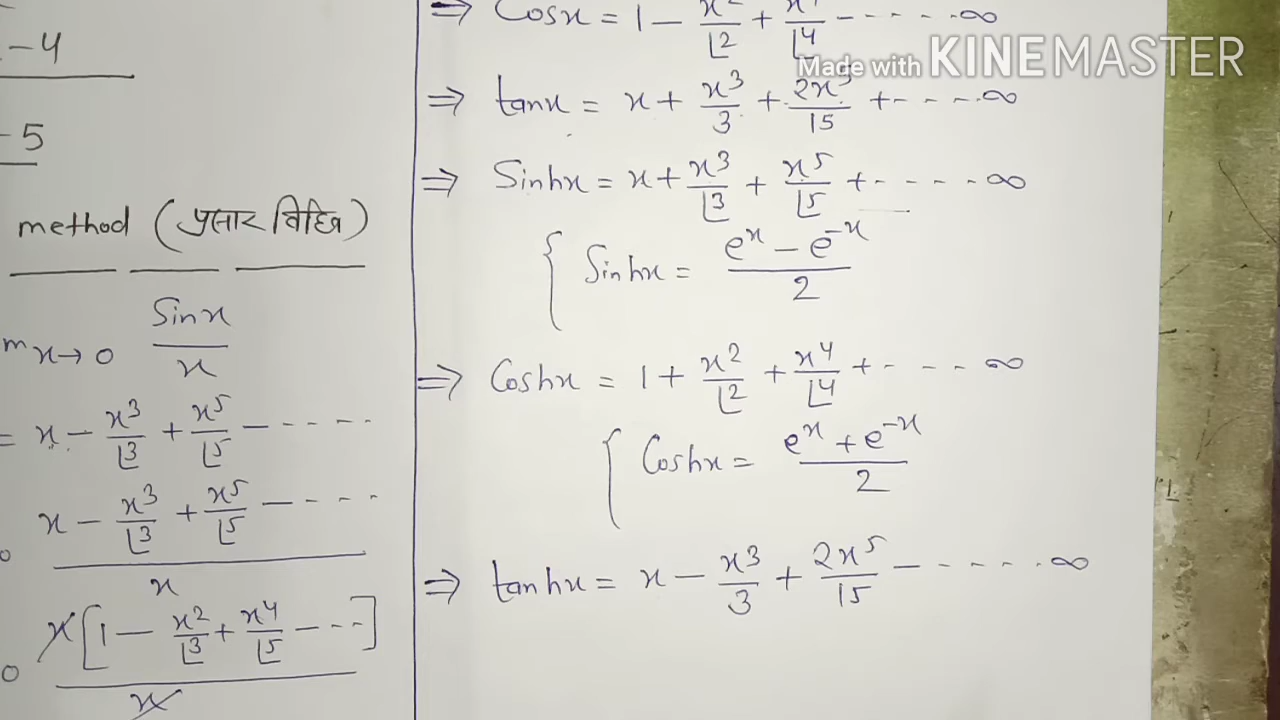 -4
-5
method (प्रसार विधि)
m x→0 Sinx/x
= x - x³/⌊3 + x⁵/⌊5 - ----
x - x³/⌊3 + x⁵/⌊5 - ---
x
x[1 - x²/⌊3 + x⁴/⌊5 ---]
x
⇒ Cosx = 1 - x²/⌊2 + x⁴/⌊4 - ---- ∞
Made with KINEMASTER
⇒ tanx = x + x³/3 + 2x⁵/15 + ---- ∞
⇒ Sinhx = x + x³/⌊3 + x⁵/⌊5 + ---- ∞
{ Sinhx = eˣ - e⁻ˣ/2
⇒ Coshx = 1 + x²/⌊2 + x⁴/⌊4 + --- ∞
{ Coshx = eˣ + e⁻ˣ/2
⇒ tanhx = x - x³/3 + 2x⁵/15 - ---- ∞